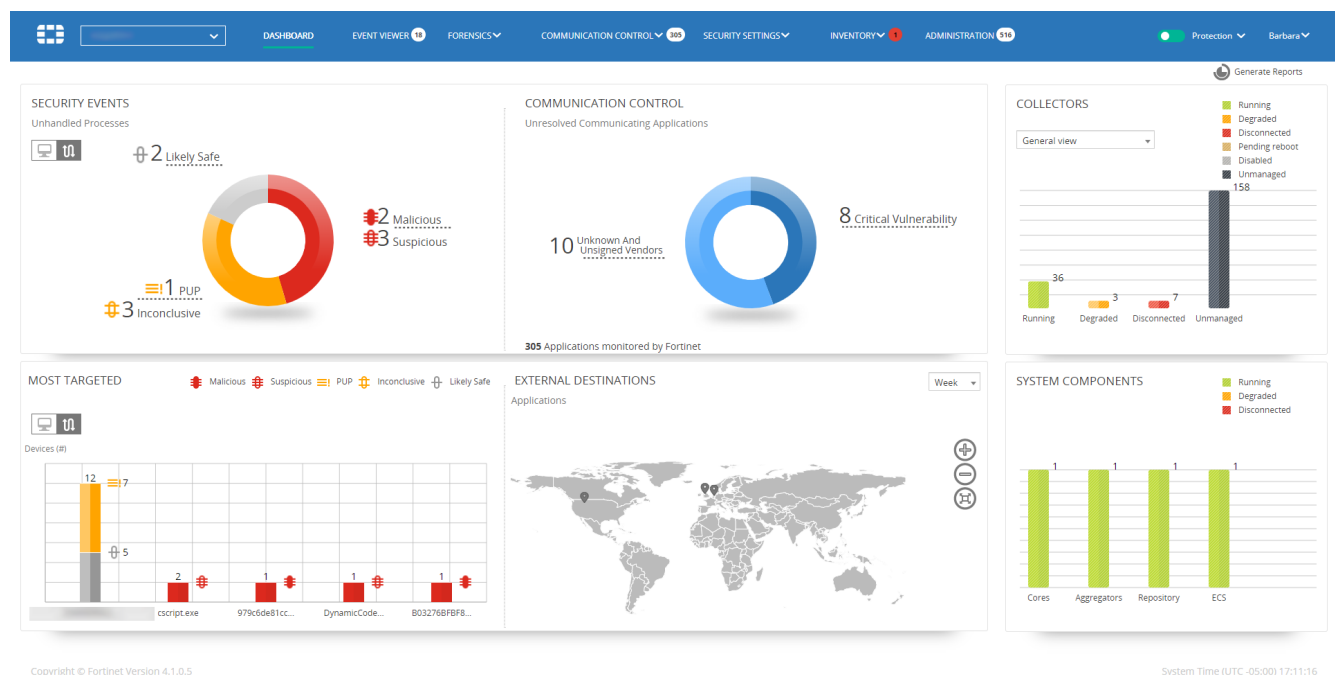 DASHBOARD
EVENT VIEWER 18
FORENSICS
COMMUNICATION CONTROL 305
SECURITY SETTINGS
INVENTORY 1
ADMINISTRATION 516
Protection
Barbara
Generate Reports
SECURITY EVENTS
Unhandled Processes
2 Likely Safe
2 Malicious
3 Suspicious
1 PUP
3 Inconclusive
COMMUNICATION CONTROL
Unresolved Communicating Applications
10 Unknown And
Unsigned Vendors
8 Critical Vulnerability
305 Applications monitored by Fortinet
COLLECTORS
General view
Running
Degraded
Disconnected
Pending reboot
Disabled
Unmanaged
158
36
3
7
Running Degraded Disconnected Unmanaged
MOST TARGETED
Malicious Suspicious PUP Inconclusive Likely Safe
Devices (#)
12
7
5
2
1
1
1
cscript.exe 979c6de81cc... DynamicCode... B03276BFBF8...
EXTERNAL DESTINATIONS
Week
Applications
SYSTEM COMPONENTS
Running
Degraded
Disconnected
1 1 1 1
Cores Aggregators Repository ECS
Copyright © Fortinet Version 4.1.0.5
System Time (UTC -05:00) 17:11:16